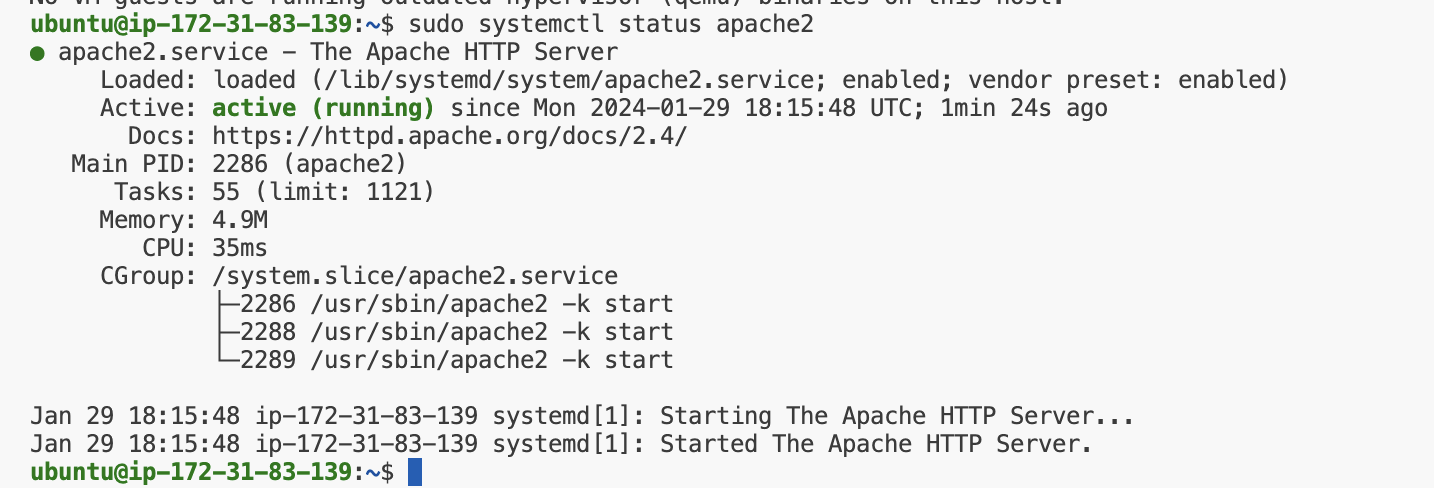 No VM guests are running outdated hypervisor (qemu) binaries on this host.
ubuntu@ip-172-31-83-139:~$ sudo systemctl status apache2
● apache2.service - The Apache HTTP Server
     Loaded: loaded (/lib/systemd/system/apache2.service; enabled; vendor preset: enabled)
     Active: active (running) since Mon 2024-01-29 18:15:48 UTC; 1min 24s ago
       Docs: https://httpd.apache.org/docs/2.4/
   Main PID: 2286 (apache2)
      Tasks: 55 (limit: 1121)
     Memory: 4.9M
        CPU: 35ms
     CGroup: /system.slice/apache2.service
             ├─2286 /usr/sbin/apache2 -k start
             ├─2288 /usr/sbin/apache2 -k start
             └─2289 /usr/sbin/apache2 -k start
Jan 29 18:15:48 ip-172-31-83-139 systemd[1]: Starting The Apache HTTP Server...
Jan 29 18:15:48 ip-172-31-83-139 systemd[1]: Started The Apache HTTP Server.
ubuntu@ip-172-31-83-139:~$